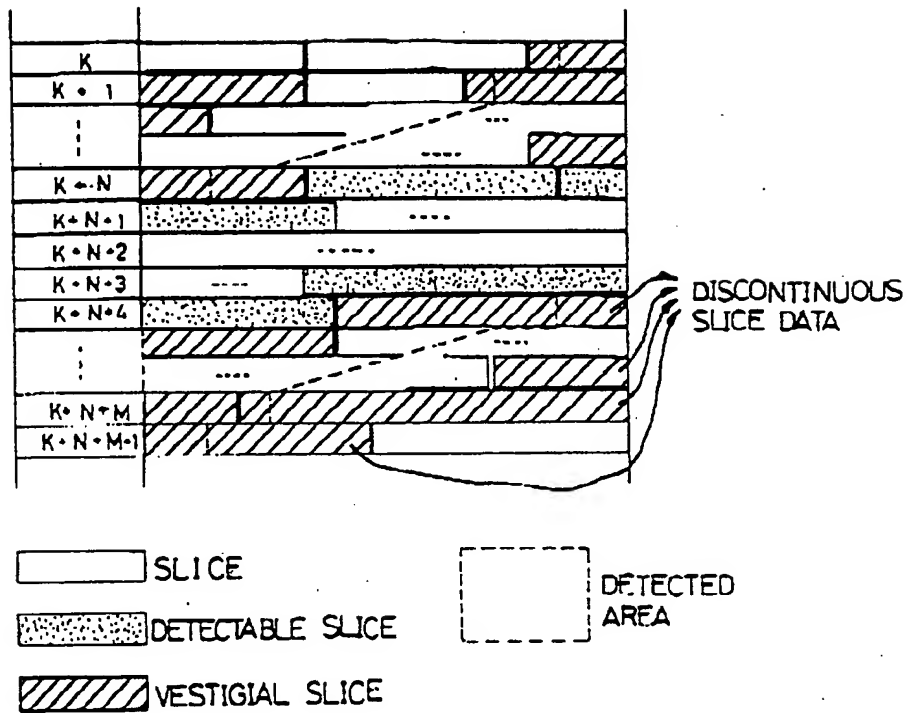 K
K + 1
K + N
K + N + 1
K + N + 2
K + N + 3
K + N + 4
K + N + M
K + N + M + 1
DISCONTINUOUS
SLICE DATA
SLICE
DETECTABLE SLICE
VESTIGIAL SLICE
DETECTED
AREA